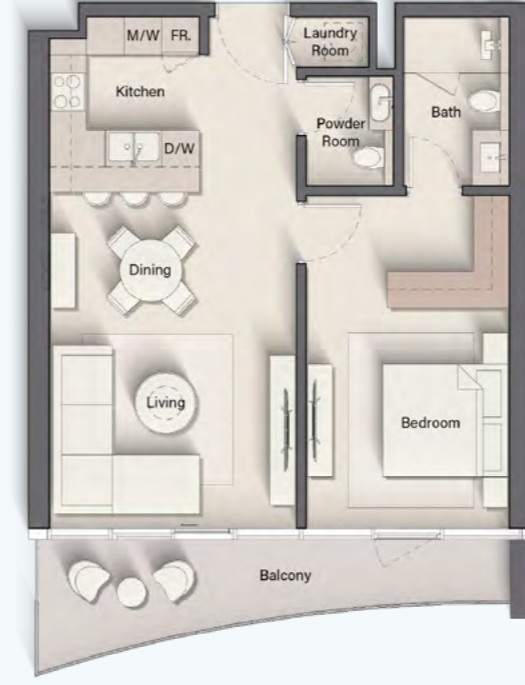 M/W FR.
Laundry
Room
Kitchen
Bath
Powder
Room
D/W
Dining
Living
Bedroom
Balcony